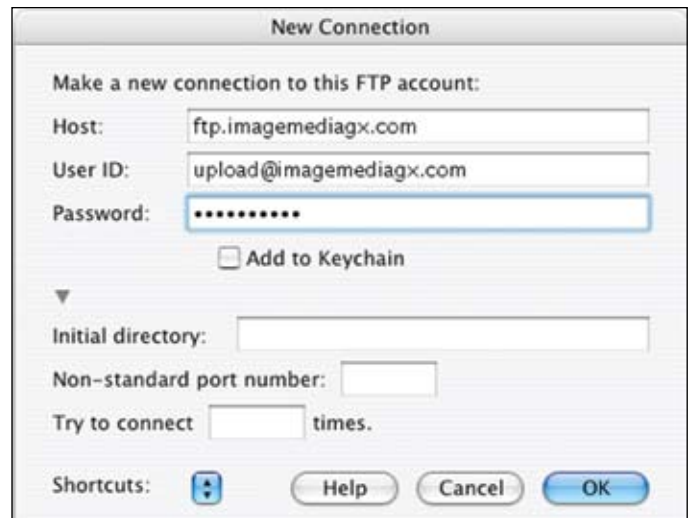 New Connection
Make a new connection to this FTP account:
Host: ftp.imagemediagx.com
User ID: upload@imagemediagx.com
Password: ••••••••••
Add to Keychain
Initial directory:
Non-standard port number:
Try to connect times.
Shortcuts: Help Cancel OK